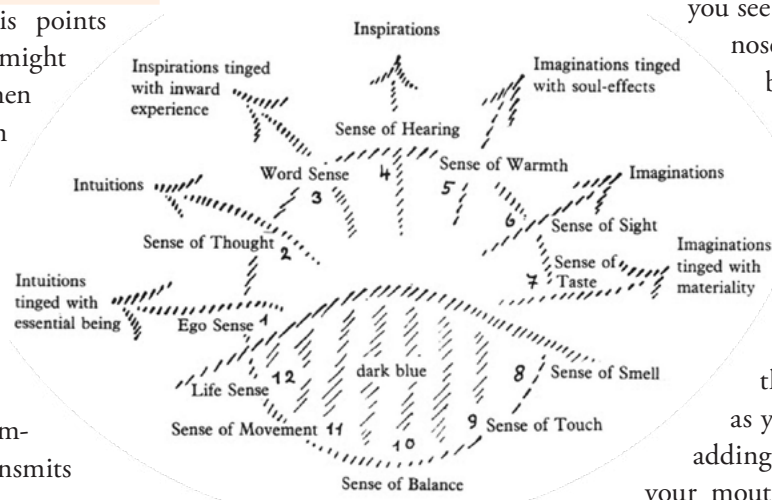 is points
might
hen
n
m-
nsmits
you see
nose
b
th
as y
adding
your mout
Inspirations
Inspirations tinged
with inward
experience
Imaginations tinged
with soul-effects
Sense of Hearing
Word Sense
4
Sense of Warmth
3
5
Intuitions
Imaginations
6
Sense of Thought
2
Sense of Sight
Intuitions
tinged with
essential being
Sense of
Taste
7
Imaginations
tinged with
materiality
Ego Sense
1
dark blue
12
8
Sense of Smell
Life Sense
Sense of Movement
11
9
Sense of Touch
10
Sense of Balance